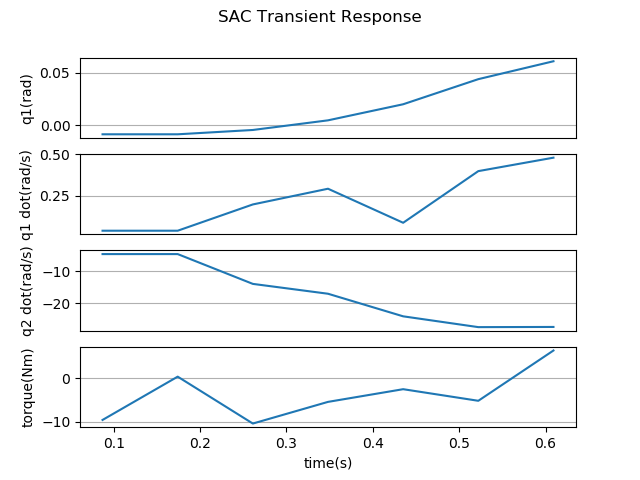 SAC Transient Response
q1(rad)
0.05
0.00
q1 dot(rad/s)
0.50
0.25
q2 dot(rad/s)
−10
−20
torque(Nm)
0
−10
0.1 0.2 0.3 0.4 0.5 0.6
time(s)